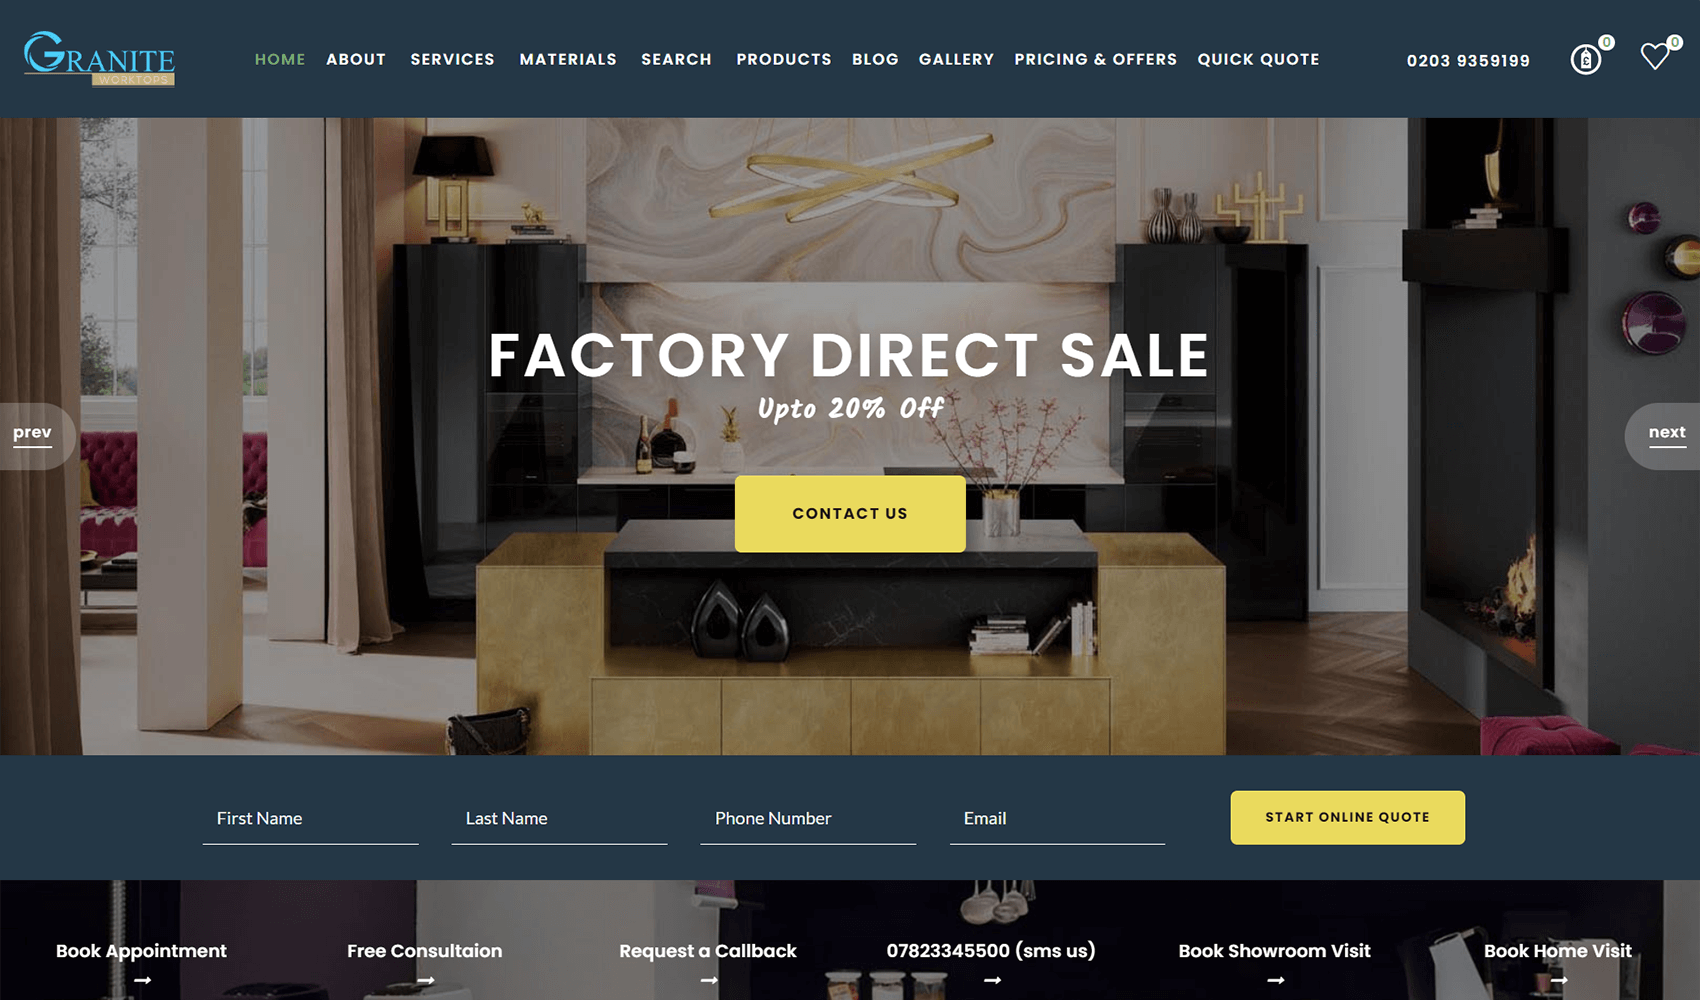 GRANITE
WORKTOPS
HOME ABOUT SERVICES MATERIALS SEARCH PRODUCTS BLOG GALLERY PRICING & OFFERS QUICK QUOTE
0203 9359199
£
0
0
FACTORY DIRECT SALE
Upto 20% Off
prev
next
CONTACT US
First Name
Last Name
Phone Number
Email
START ONLINE QUOTE
Book Appointment
Free Consultaion
Request a Callback
07823345500 (sms us)
Book Showroom Visit
Book Home Visit